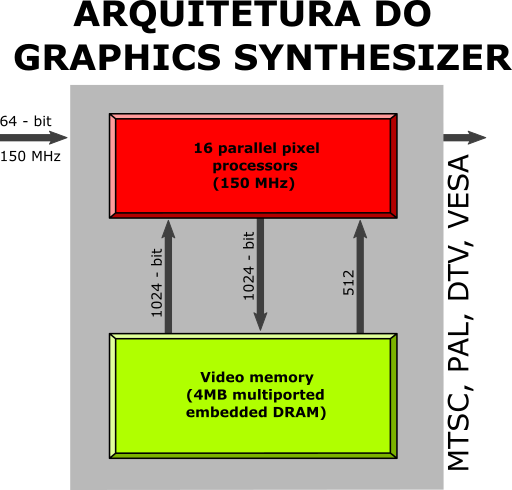 ARQUITETURA DO
GRAPHICS SYNTHESIZER
64 - bit
150 MHz
16 parallel pixel
processors
(150 MHz)
1024 - bit
1024 - bit
512
Video memory
(4MB multiported
embedded DRAM)
MTSC, PAL, DTV, VESA